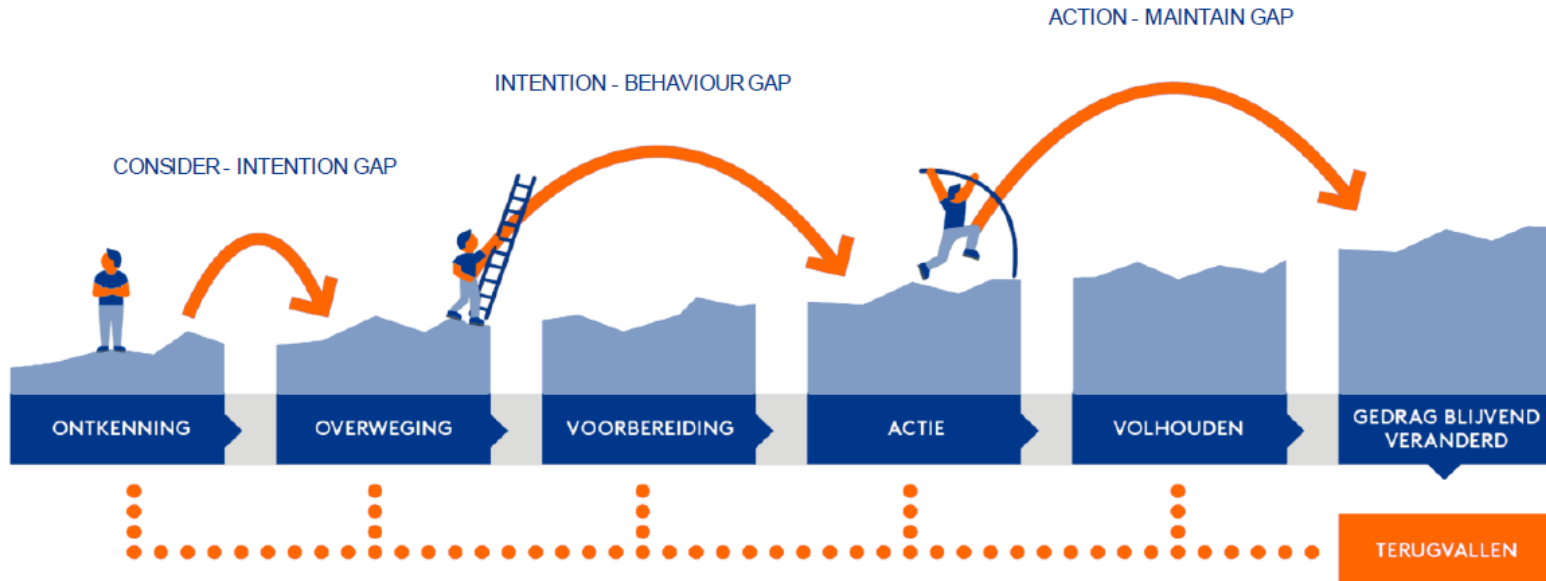 ACTION - MAINTAIN GAP
INTENTION - BEHAVIOUR GAP
CONSIDER - INTENTION GAP
ONTKENNING
OVERWEGING
VOORBEREIDING
ACTIE
VOLHOUDEN
GEDRAG BLIJVEND
VERANDERD
TERUGVALLEN